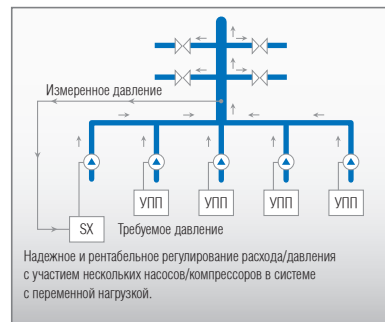 Измеренное давление
УПП УПП УПП УПП
SX Требуемое давление
Надежное и рентабельное регулирование расхода/давления
с участием нескольких насосов/компрессоров в системе
с переменной нагрузкой.